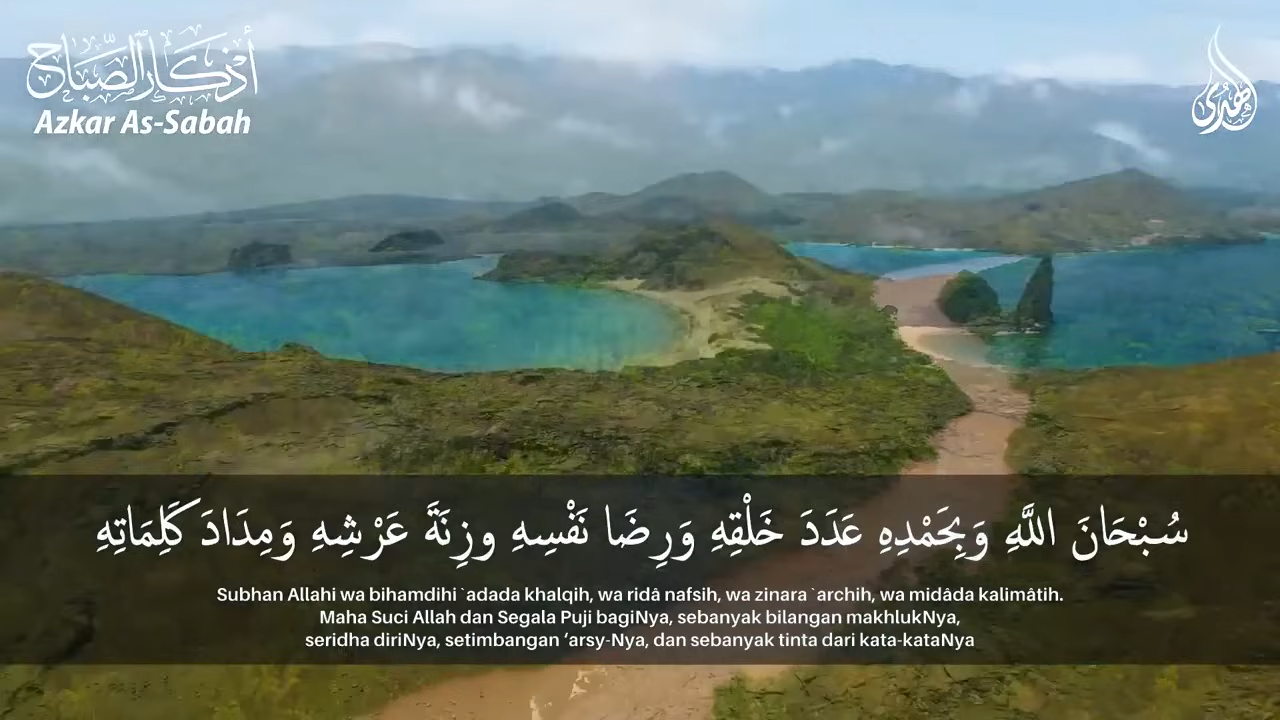 أذكار الصباح
Azkar As-Sabah
الهدى
سُبْحَانَ اللَّهِ وَبِحَمْدِهِ عَدَدَ خَلْقِهِ وَرِضَا نَفْسِهِ وزِنَةَ عَرْشِهِ وَمِدَادَ كَلِمَاتِهِ
Subhan Allahi wa bihamdihi `adada khalqih, wa ridâ nafsih, wa zinara `archih, wa midâda kalimâtih.
Maha Suci Allah dan Segala Puji bagiNya, sebanyak bilangan makhlukNya,
seridha diriNya, setimbangan ‘arsy-Nya, dan sebanyak tinta dari kata-kataNya